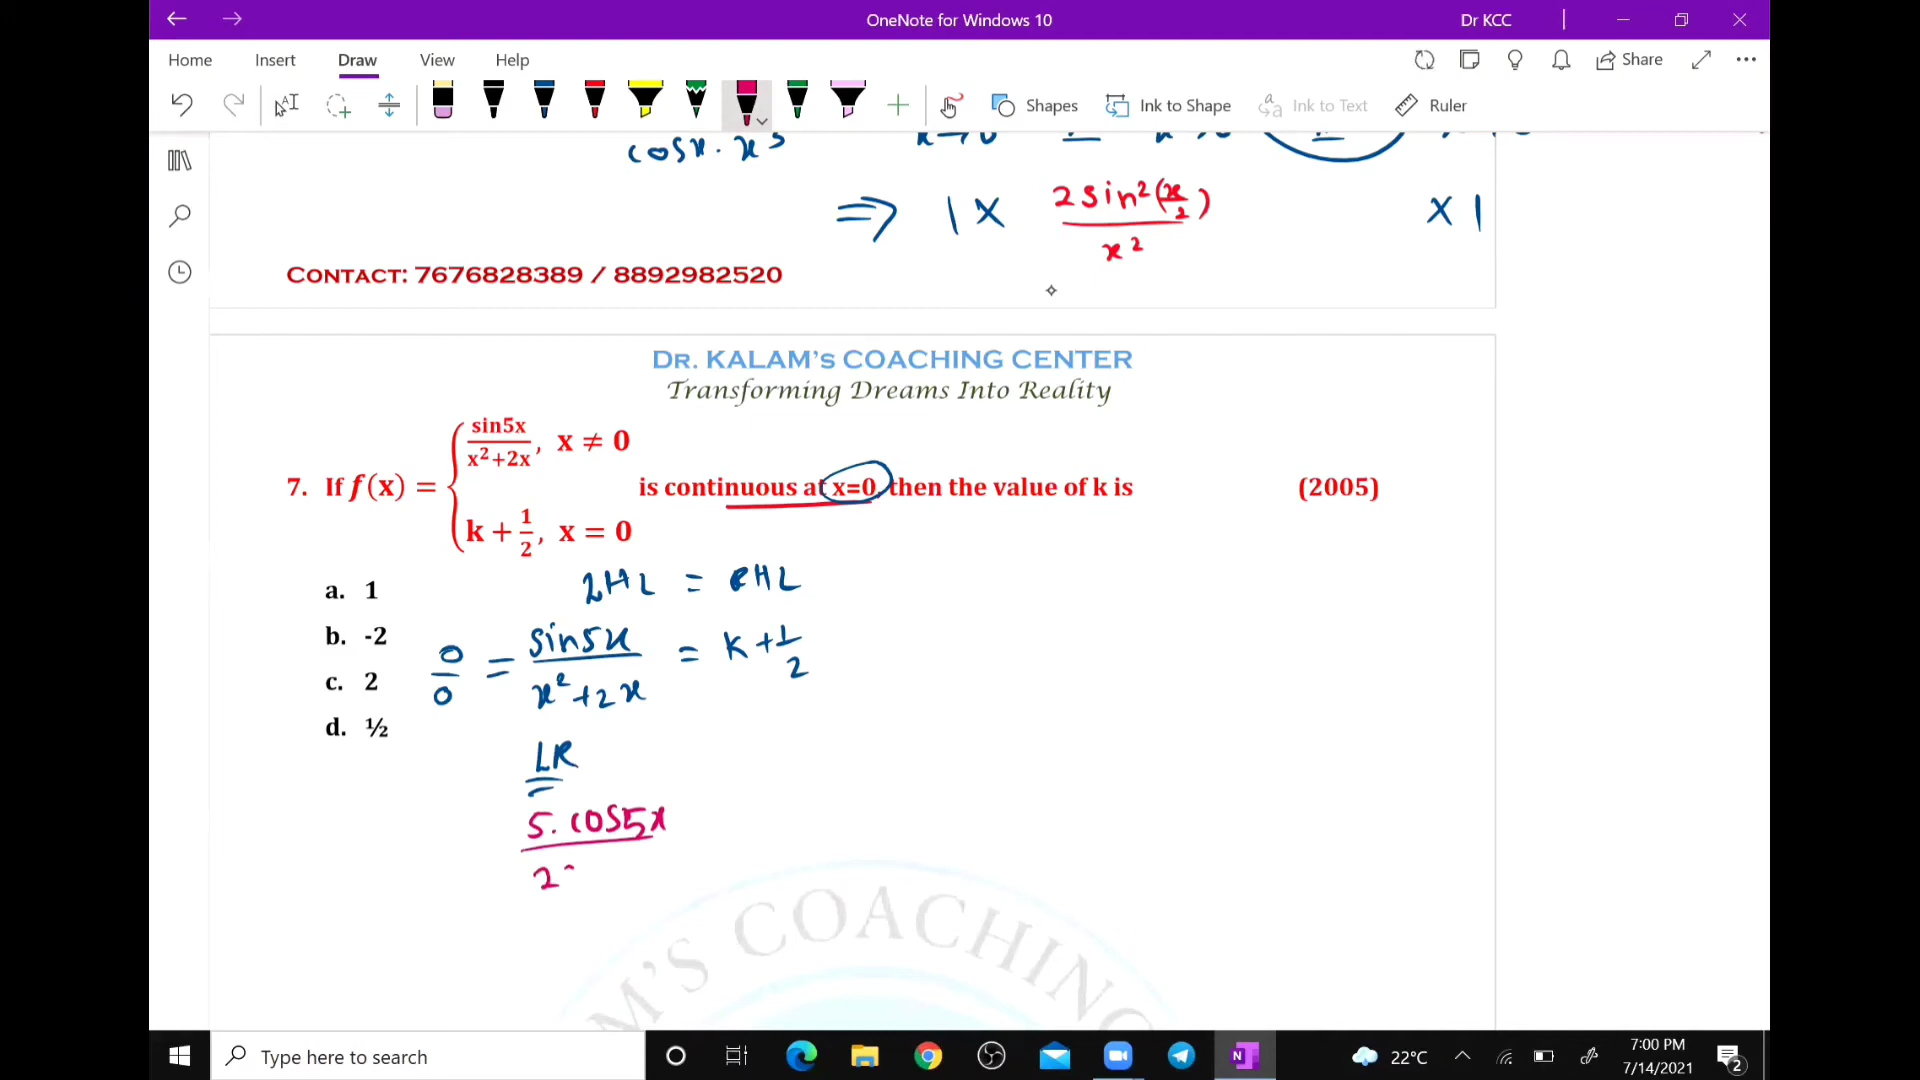 OneNote for Windows 10
Dr KCC
Home Insert Draw View Help
Share
Shapes Ink to Shape Ink to Text Ruler
cosx . x³
⇒ 1 × 2sin²(x/2) / x² × 1
CONTACT: 7676828389 / 8892982520
DR. KALAM's COACHING CENTER
Transforming Dreams Into Reality
7. If f(x) = { sin5x / x²+2x, x ≠ 0
k + 1/2, x = 0
is continuous at x=0, then the value of k is (2005)
a. 1
b. -2
c. 2
d. ½
LHL = RHL
0/0 = sin5x / x²+2x = k + 1/2
LR
5. cos5x
2
M'S COACHING
Type here to search
22°C
7:00 PM
7/14/2021
2